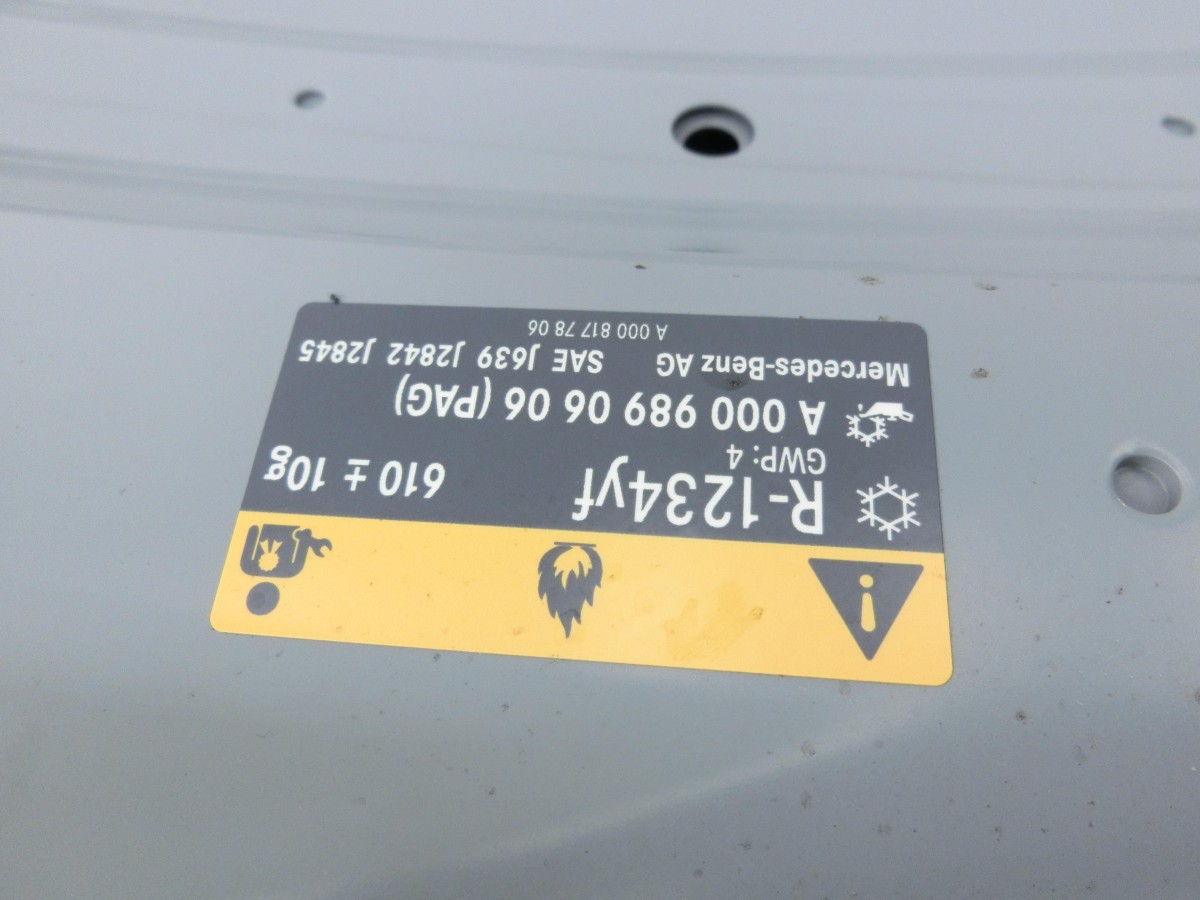 R-1234yf 610 ± 10g
GWP: 4
A 000 989 06 06 (PAG)
Mercedes-Benz AG SAE J639 J2842 J2845
A 000 817 78 06